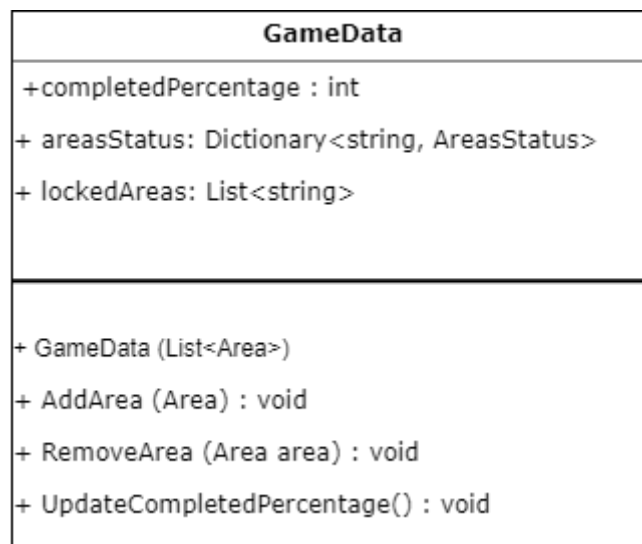 GameData
+completedPercentage : int
+ areasStatus: Dictionary<string, AreasStatus>
+ lockedAreas: List<string>
+ GameData (List<Area>)
+ AddArea (Area) : void
+ RemoveArea (Area area) : void
+ UpdateCompletedPercentage() : void